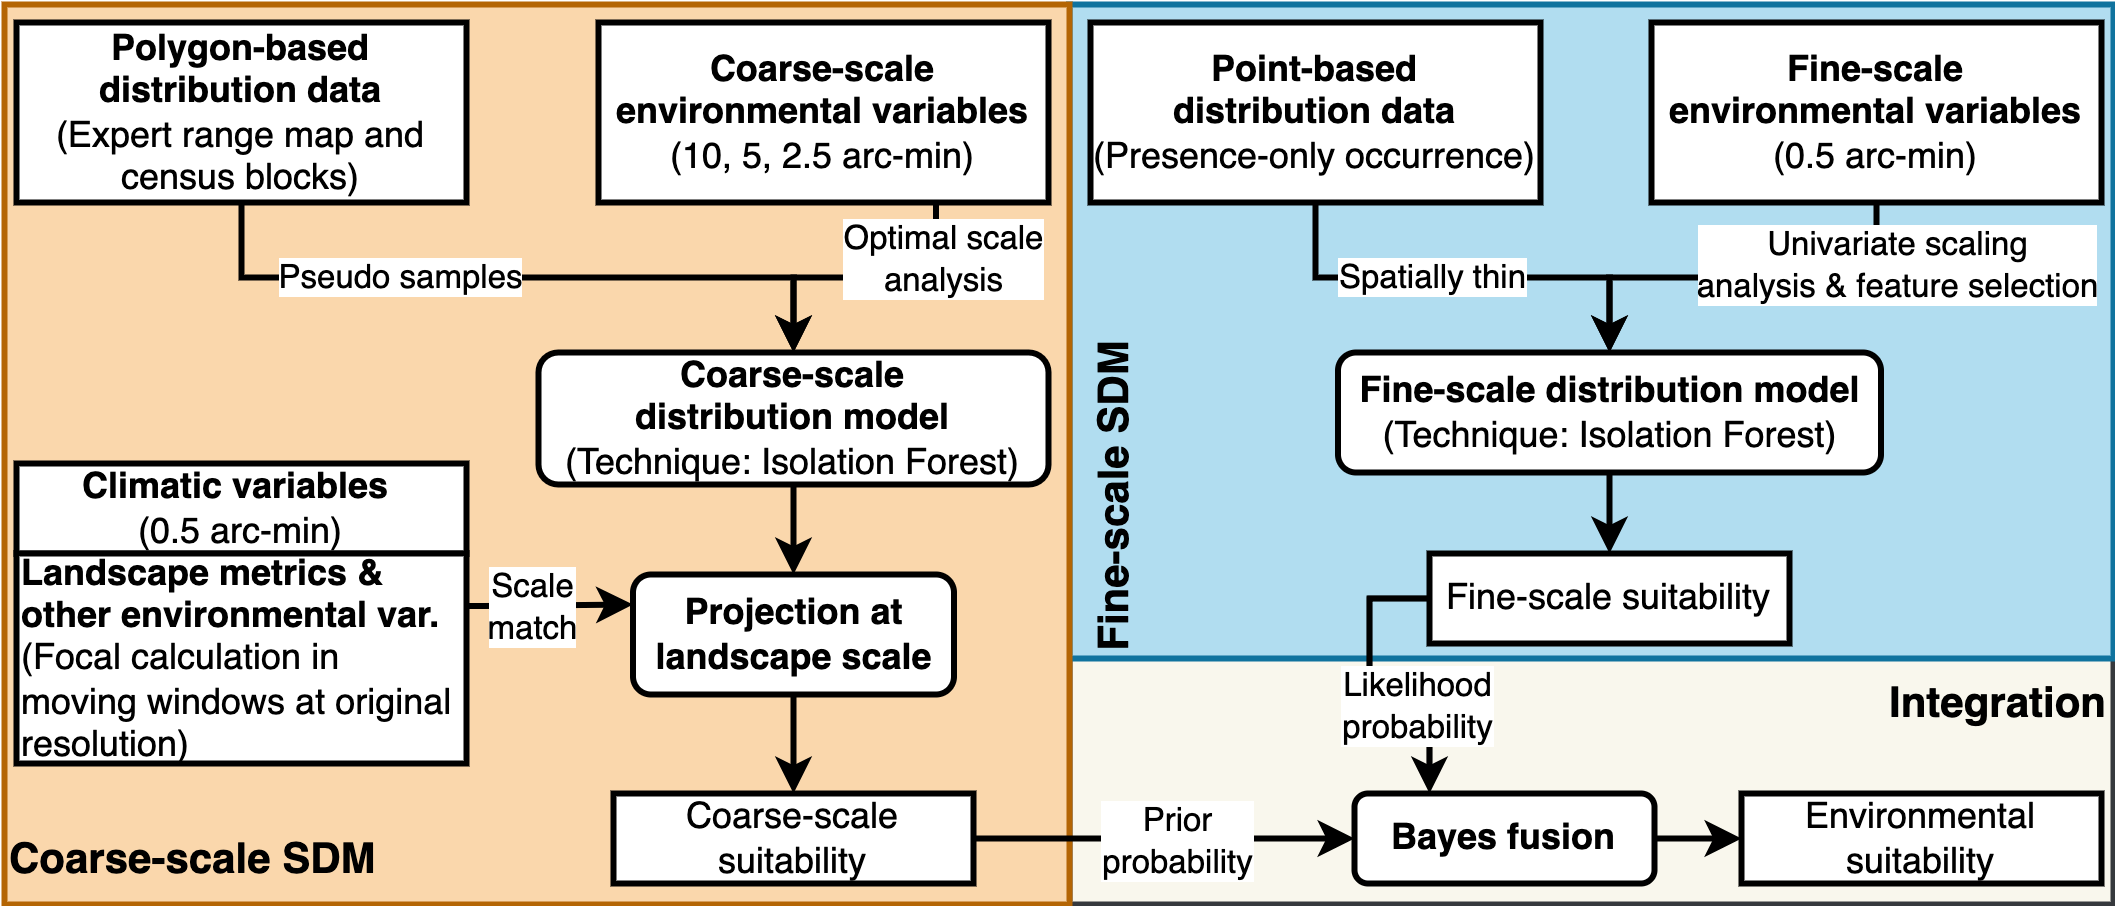 Polygon-based
distribution data
(Expert range map and
census blocks)
Coarse-scale
environmental variables
(10, 5, 2.5 arc-min)
Pseudo samples
Optimal scale
analysis
Coarse-scale
distribution model
(Technique: Isolation Forest)
Climatic variables
(0.5 arc-min)
Landscape metrics &
other environmental var.
(Focal calculation in
moving windows at original
resolution)
Scale
match
Projection at
landscape scale
Coarse-scale
suitability
Coarse-scale SDM
Point-based
distribution data
(Presence-only occurrence)
Fine-scale
environmental variables
(0.5 arc-min)
Spatially thin
Univariate scaling
analysis & feature selection
Fine-scale distribution model
(Technique: Isolation Forest)
Fine-scale SDM
Fine-scale suitability
Likelihood
probability
Integration
Prior
probability
Bayes fusion
Environmental
suitability